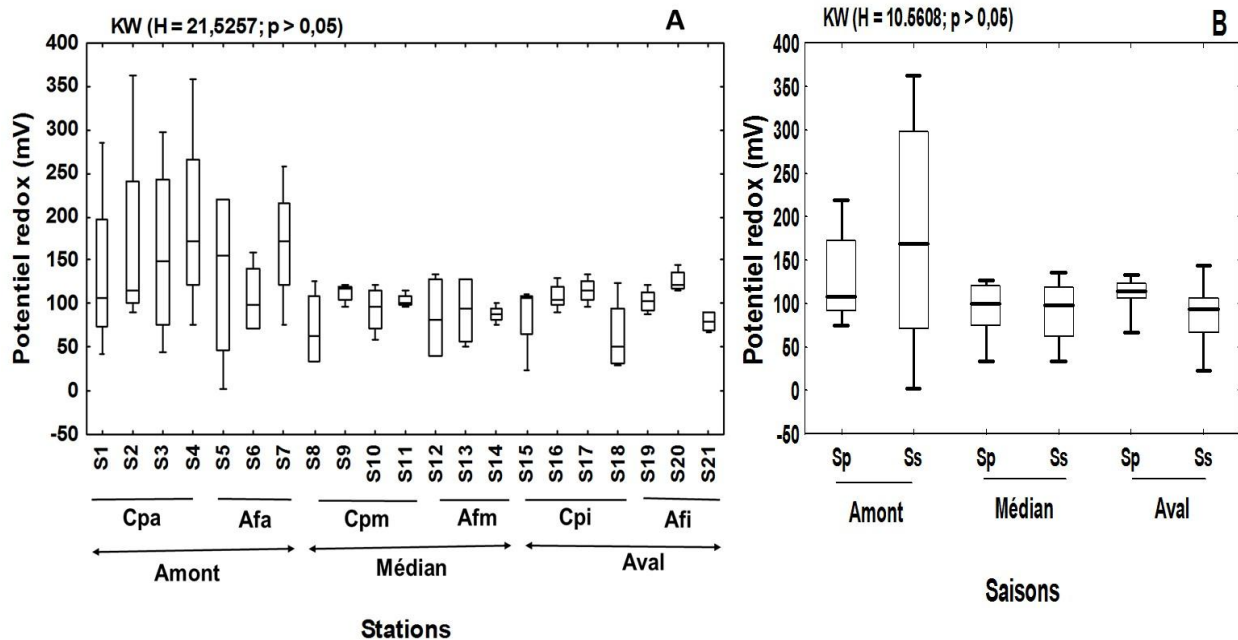 KW (H = 21,5257; p > 0,05)
A
Potentiel redox (mV)
400
350
300
250
200
150
100
50
0
-50
S1 S2 S3 S4 S5 S6 S7 S8 S9 S10 S11 S12 S13 S14 S15 S16 S17 S18 S19 S20 S21
Cpa Afa Cpm Afm Cpi Afi
Amont Médian Aval
Stations
KW (H = 10.5608; p > 0,05)
B
Potentiel redox (mV)
400
350
300
250
200
150
100
50
0
-50
Sp Ss Sp Ss Sp Ss
Amont Médian Aval
Saisons